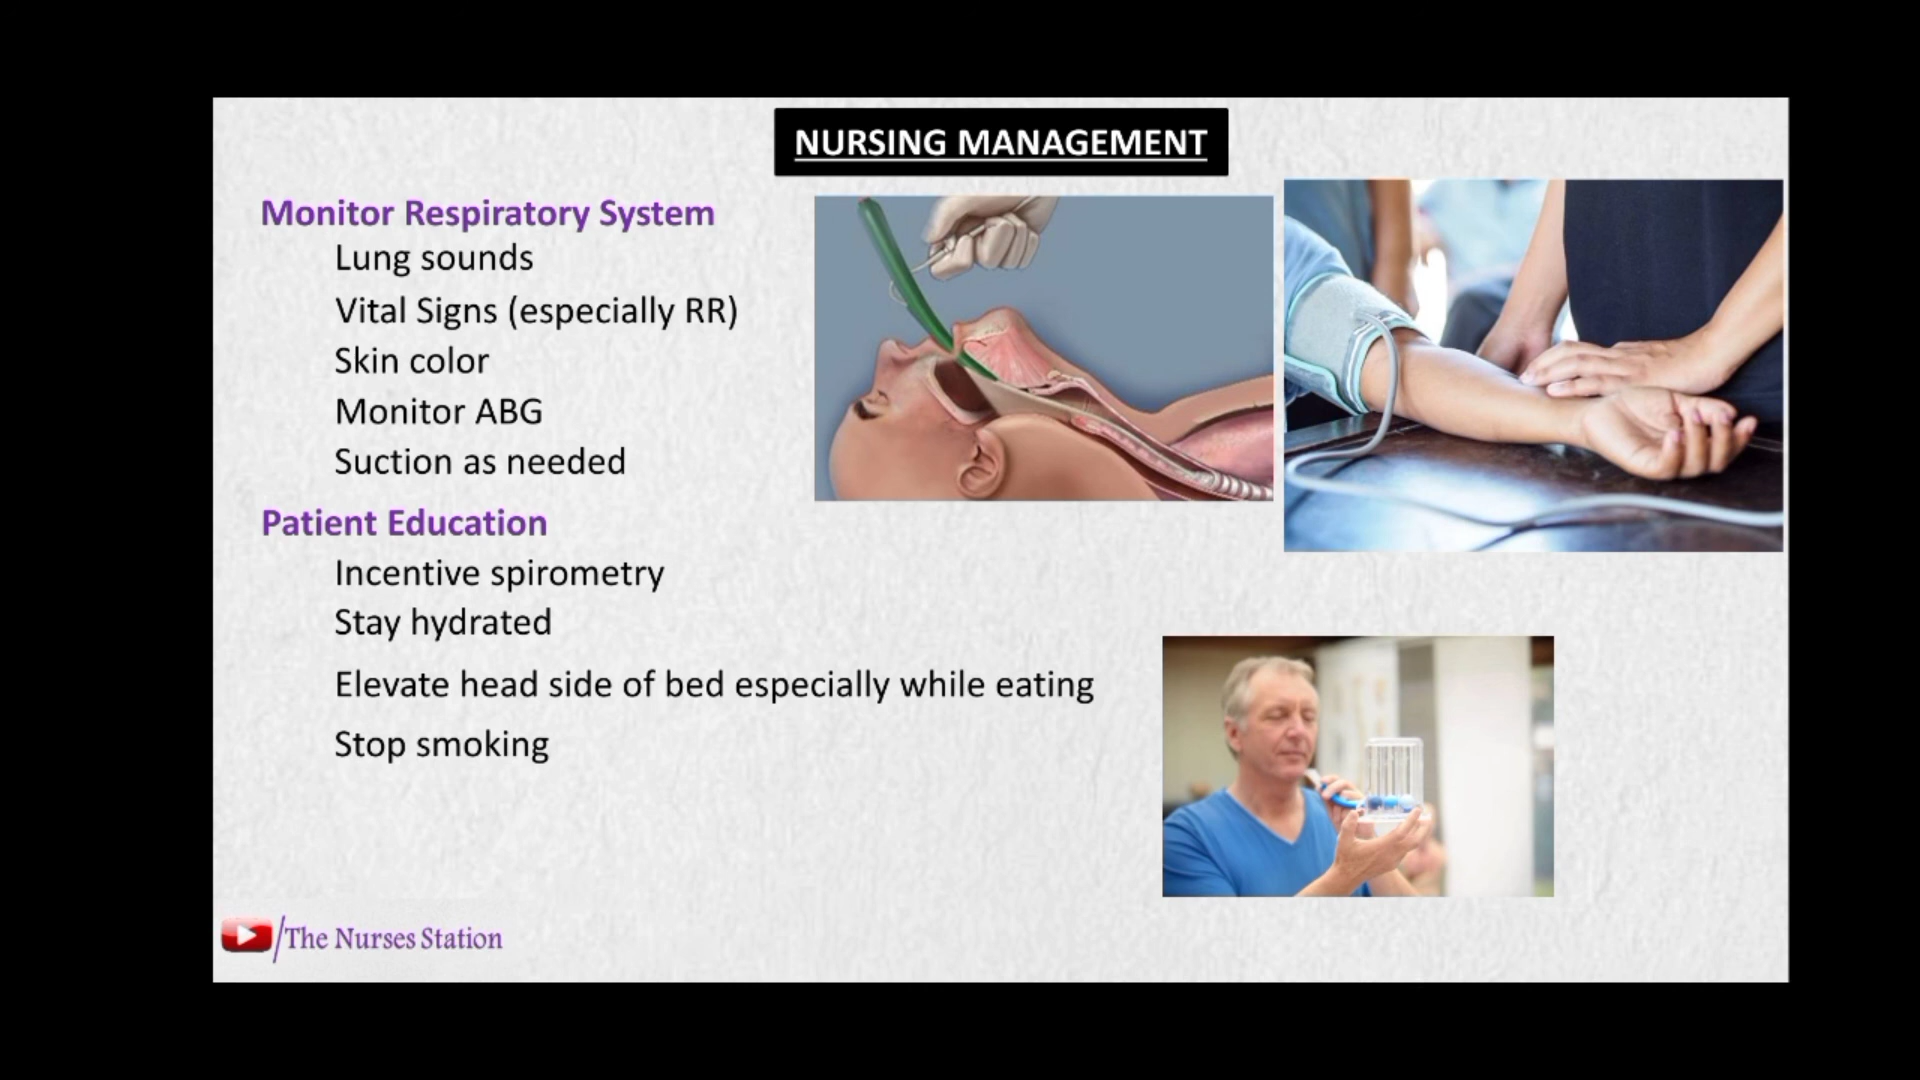 NURSING MANAGEMENT
Monitor Respiratory System
Lung sounds
Vital Signs (especially RR)
Skin color
Monitor ABG
Suction as needed
Patient Education
Incentive spirometry
Stay hydrated
Elevate head side of bed especially while eating
Stop smoking
/The Nurses Station